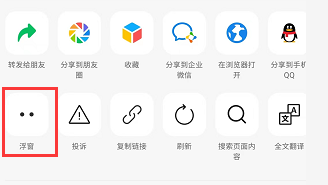 转发给朋友
分享到朋友
圈
收藏
分享到企业
微信
在浏览器打
开
分享到手机
QQ
浮窗
投诉
复制链接
刷新
搜索页面内
容
全文翻译